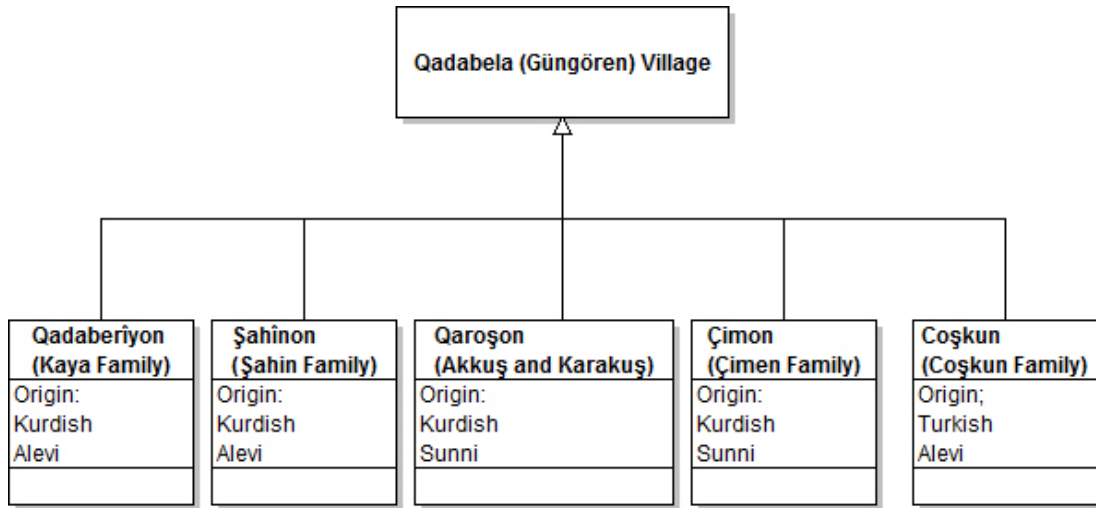 Qadabela (Güngören) Village
Qadaberîyon
(Kaya Family)
Origin:
Kurdish
Alevi
Şahînon
(Şahin Family)
Origin:
Kurdish
Alevi
Qaroşon
(Akkuş and Karakuş)
Origin:
Kurdish
Sunni
Çimon
(Çimen Family)
Origin:
Kurdish
Sunni
Coşkun
(Coşkun Family)
Origin;
Turkish
Alevi